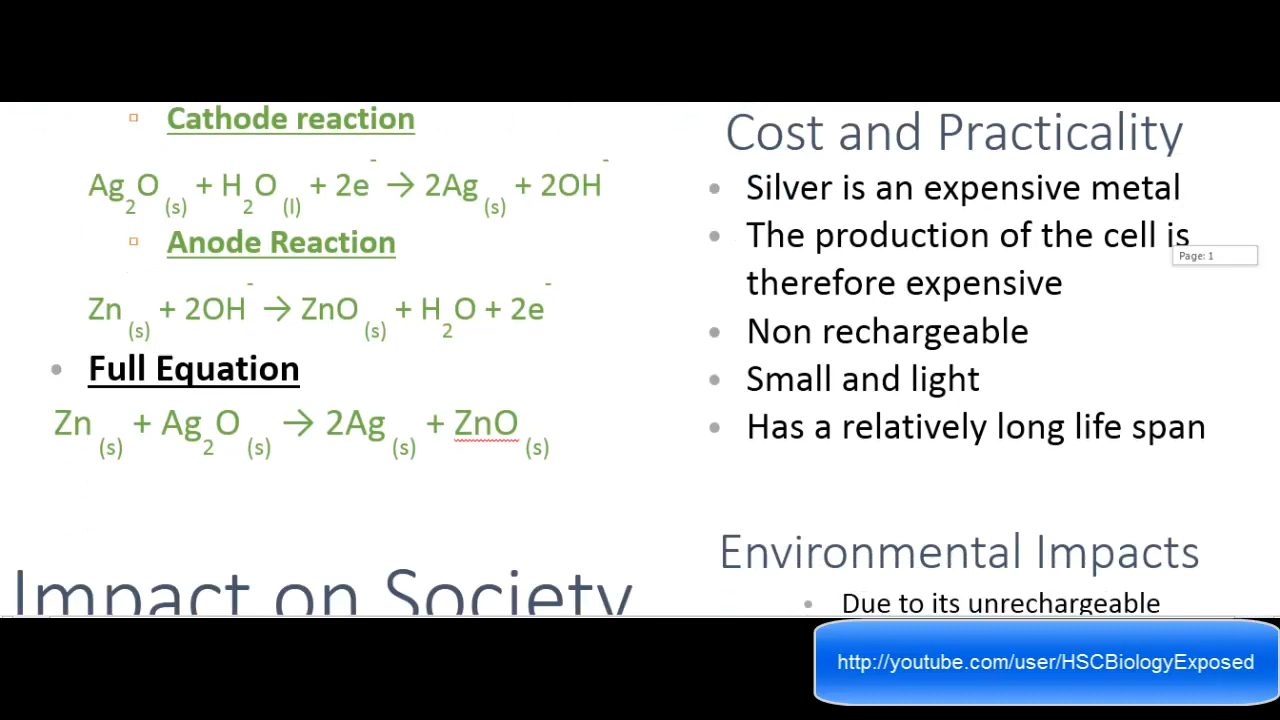 Cathode reaction
Ag2O (s) + H2O (l) + 2e- → 2Ag (s) + 2OH-
Anode Reaction
Zn (s) + 2OH- → ZnO (s) + H2O + 2e-
Full Equation
Zn (s) + Ag2O (s) → 2Ag (s) + ZnO (s)
Impact on Society
Cost and Practicality
Silver is an expensive metal
The production of the cell is
therefore expensive
Non rechargeable
Small and light
Has a relatively long life span
Page: 1
Environmental Impacts
Due to its unrechargeable
http://youtube.com/user/HSCBiologyExposed